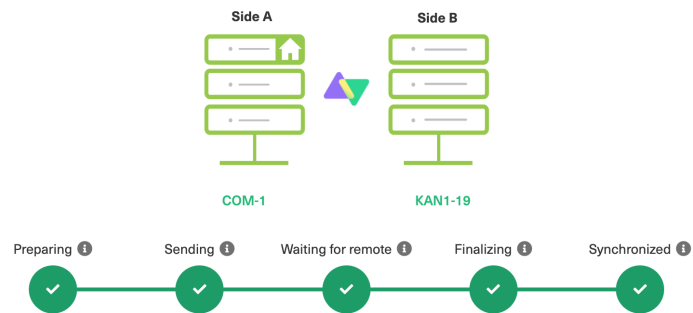 Side A
Side B
COM-1
KAN1-19
Preparing
Sending
Waiting for remote
Finalizing
Synchronized